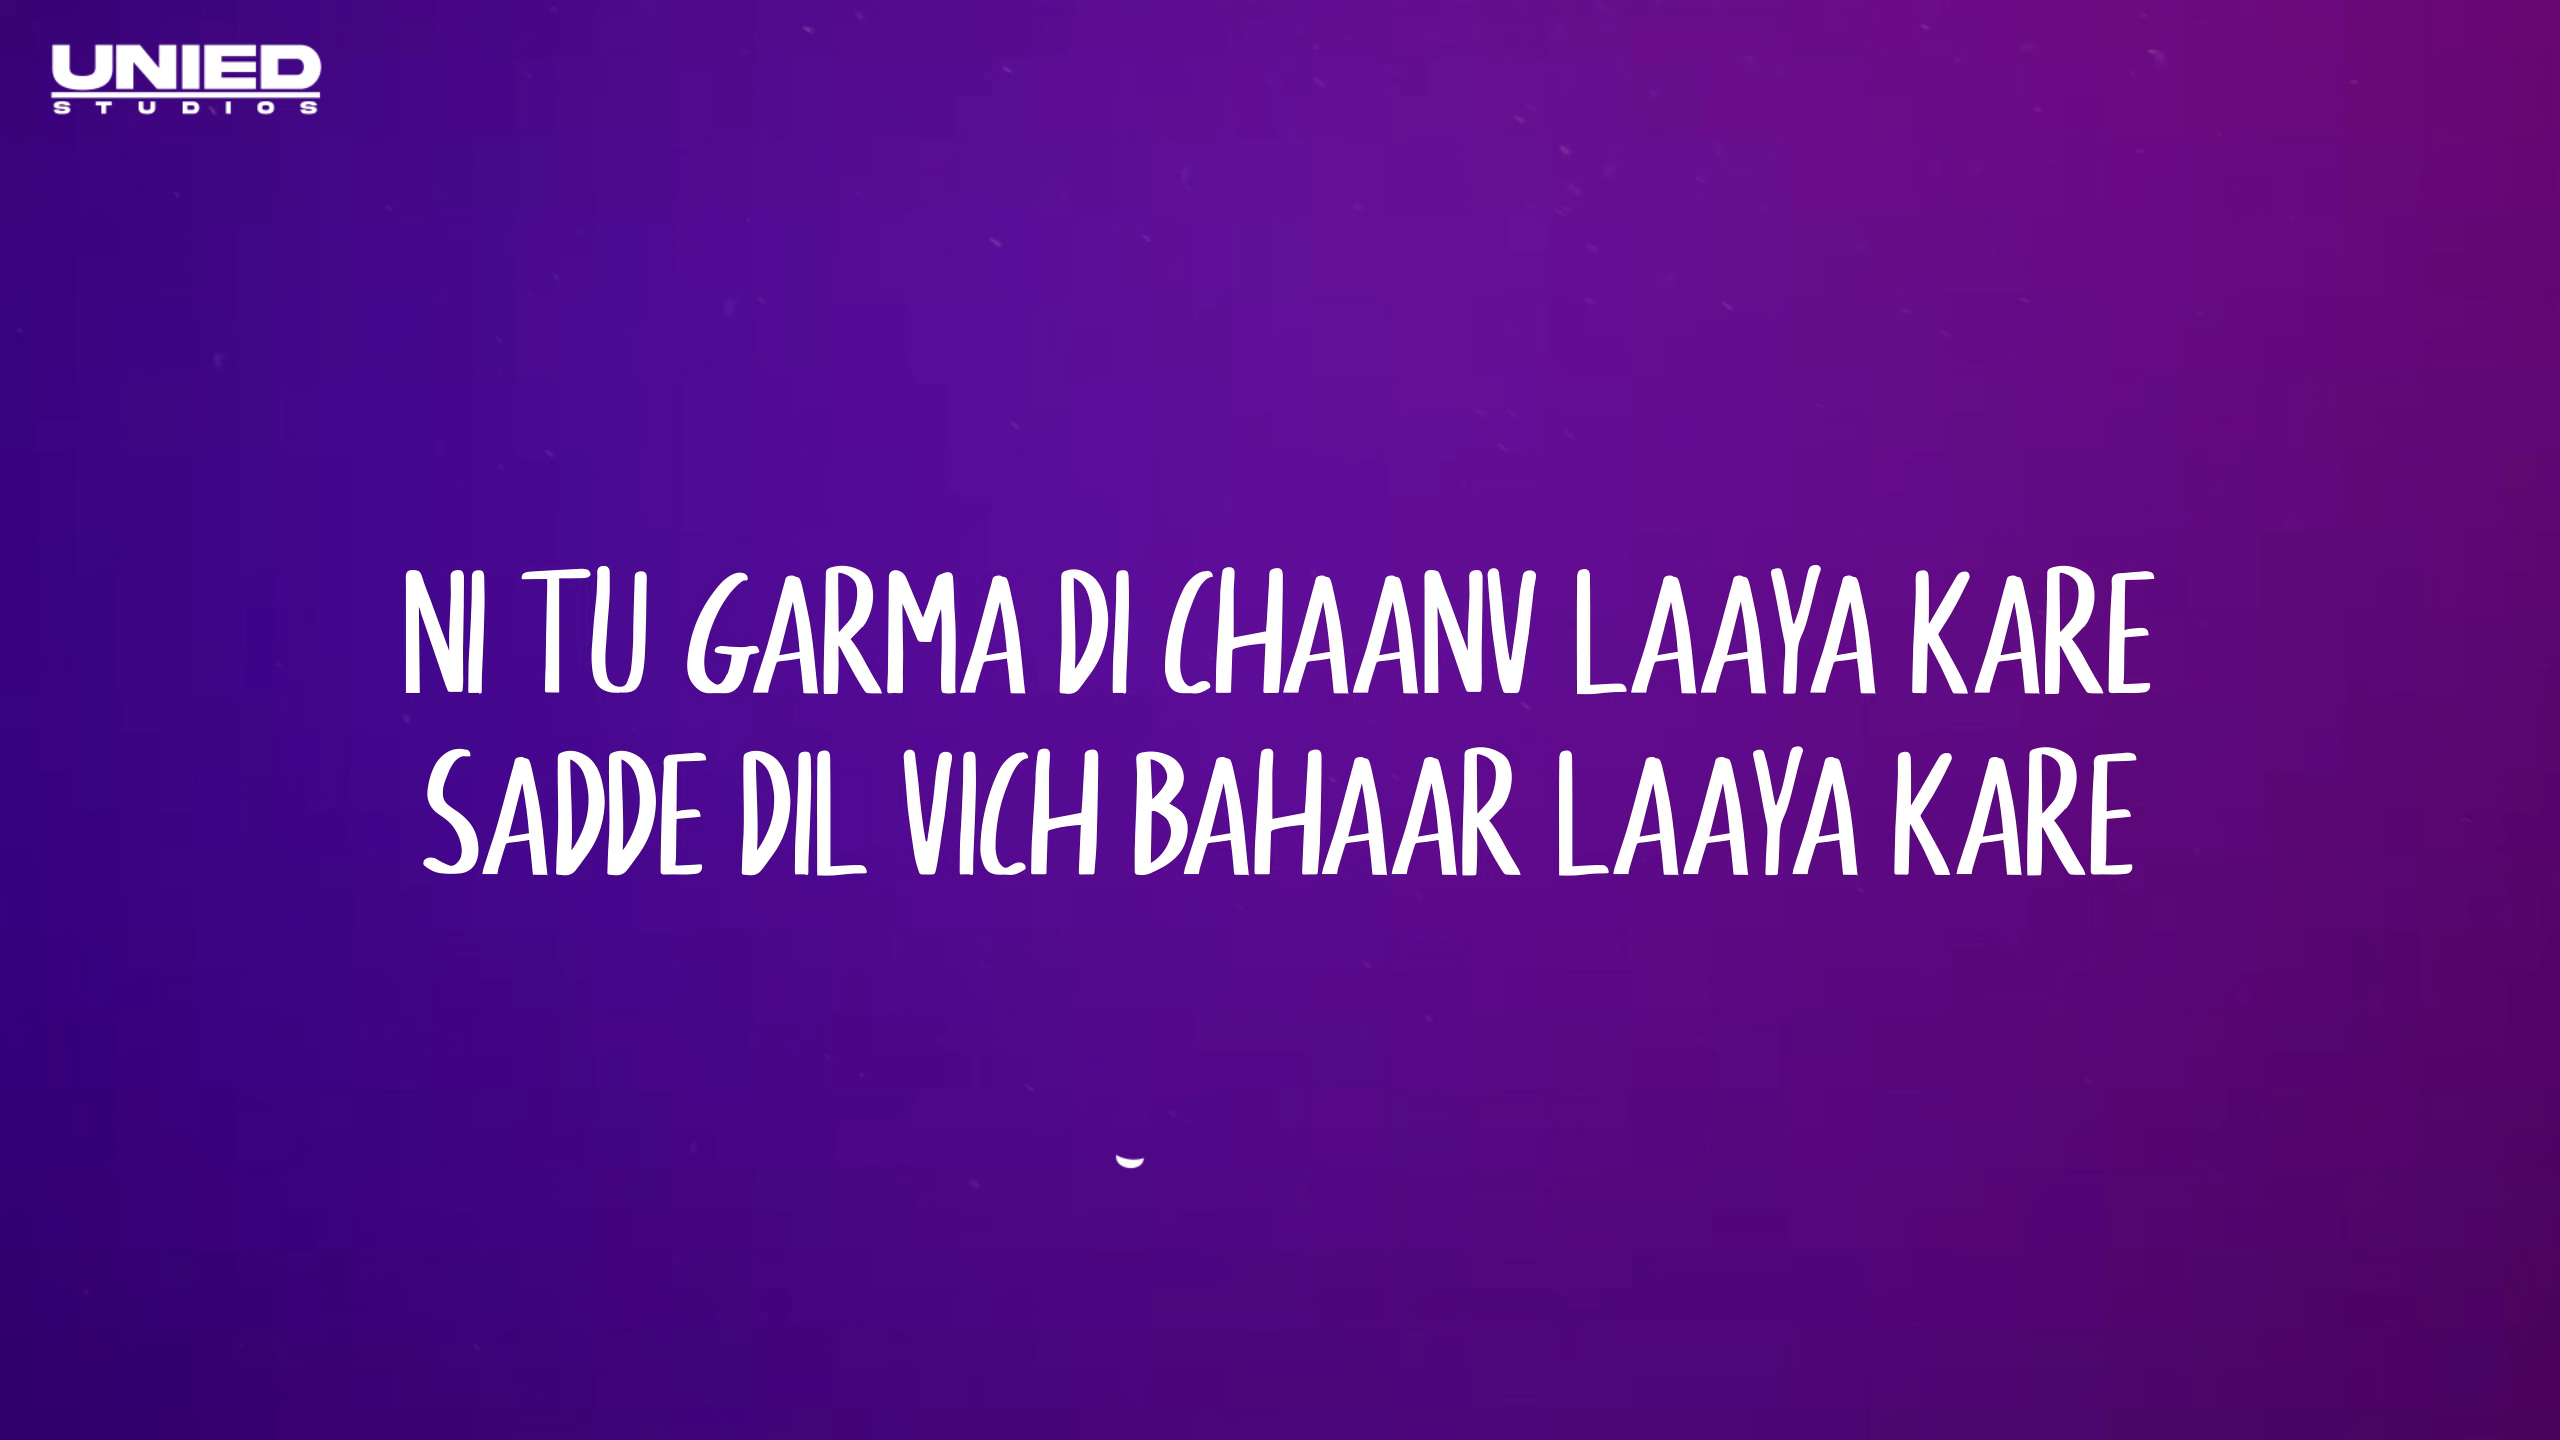 UNIED
STUDIOS
NI TU GARMA DI CHAANV LAAYA KARE
SADDE DIL VICH BAHAAR LAAYA KARE